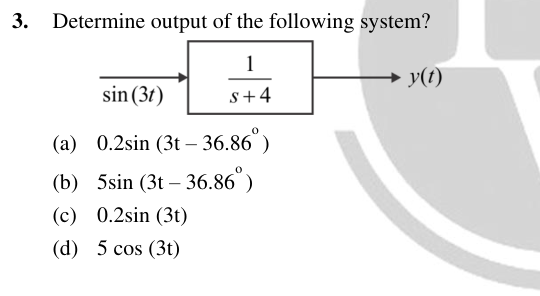 3. Determine output of the following system?
sin(3t)
1
s+4
y(t)
(a) 0.2sin (3t – 36.86°)
(b) 5sin (3t – 36.86°)
(c) 0.2sin (3t)
(d) 5 cos (3t)